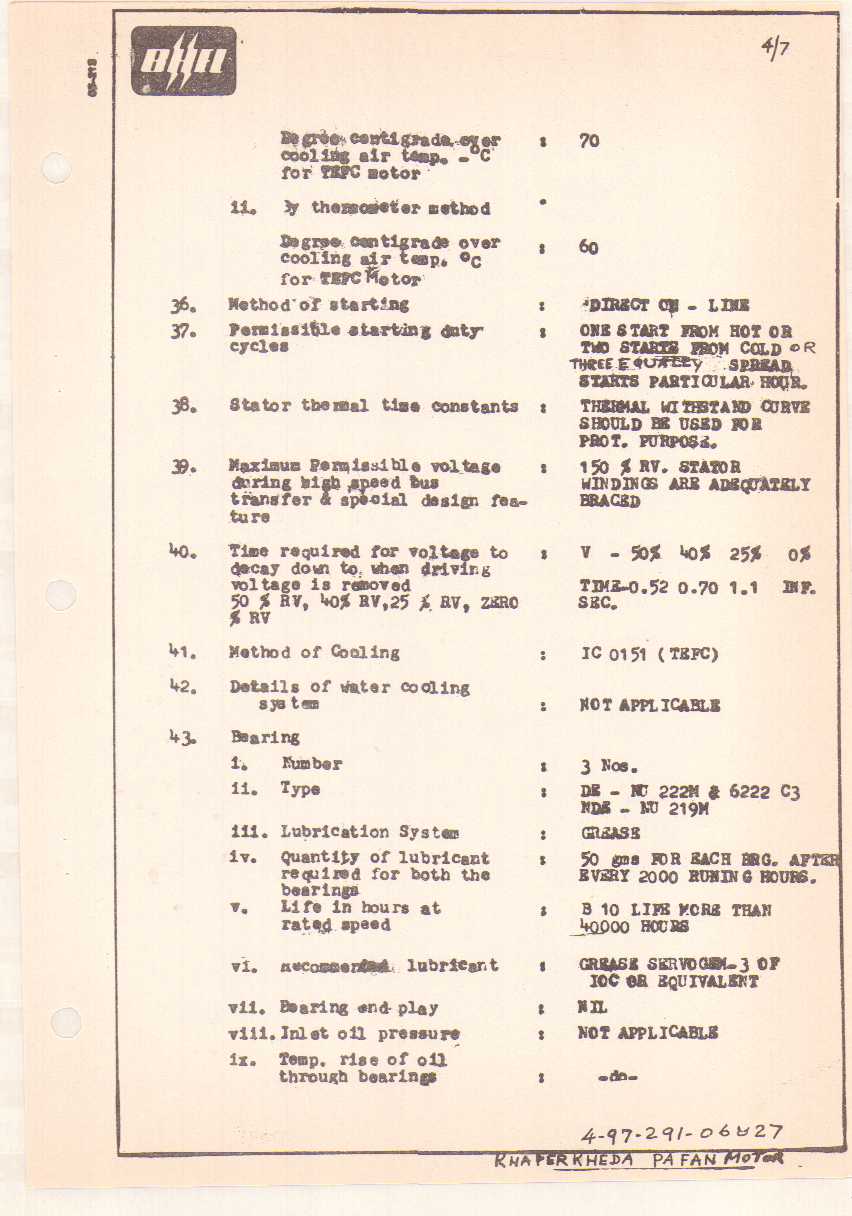 BHEL
4/7
Degree centigrade over : 70
cooling air temp. - °C
for TEFC motor
ii. By thermometer method
Degree centigrade over : 60
cooling air temp. °C
for TEFC Motor
36. Method of starting : DIRECT ON - LINE
37. Permissible starting duty : ONE START FROM HOT OR
cycles TWO STARTS FROM COLD OR
THREE EQUALLY SPREAD
STARTS PARTICULAR HOUR.
38. Stator thermal time constants : THERMAL WITHSTAND CURVE
SHOULD BE USED FOR
PROT. PURPOSE.
39. Maximum Permissible voltage : 150 % RV. STATOR
during high speed bus WINDINGS ARE ADEQUATELY
transfer & special design fea- BRACED
ture
40. Time required for voltage to : V - 50% 40% 25% 0%
decay down to, when driving
voltage is removed TIME-0.52 0.70 1.1 INF.
50 % RV, 40% RV,25 % RV, ZERO SEC.
% RV
41. Method of Cooling : IC 0151 (TEFC)
42. Details of water cooling
system : NOT APPLICABLE
43. Bearing
i. Number : 3 Nos.
ii. Type : DE - NU 222M & 6222 C3
NDE - NU 219M
iii. Lubrication System : GREASE
iv. Quantity of lubricant : 50 gms FOR EACH BRG. AFTER
required for both the EVERY 2000 RUNING HOURS.
bearings
v. Life in hours at : B 10 LIFE MORE THAN
rated speed 40000 HOURS
vi. recommended lubricant : GREASE SERVOGEM-3 OF
IOC OR EQUIVALENT
vii. Bearing end play : NIL
viii. Inlet oil pressure : NOT APPLICABLE
ix. Temp. rise of oil
through bearings : -do-
KHAPERKHEDA PA FAN MOTOR